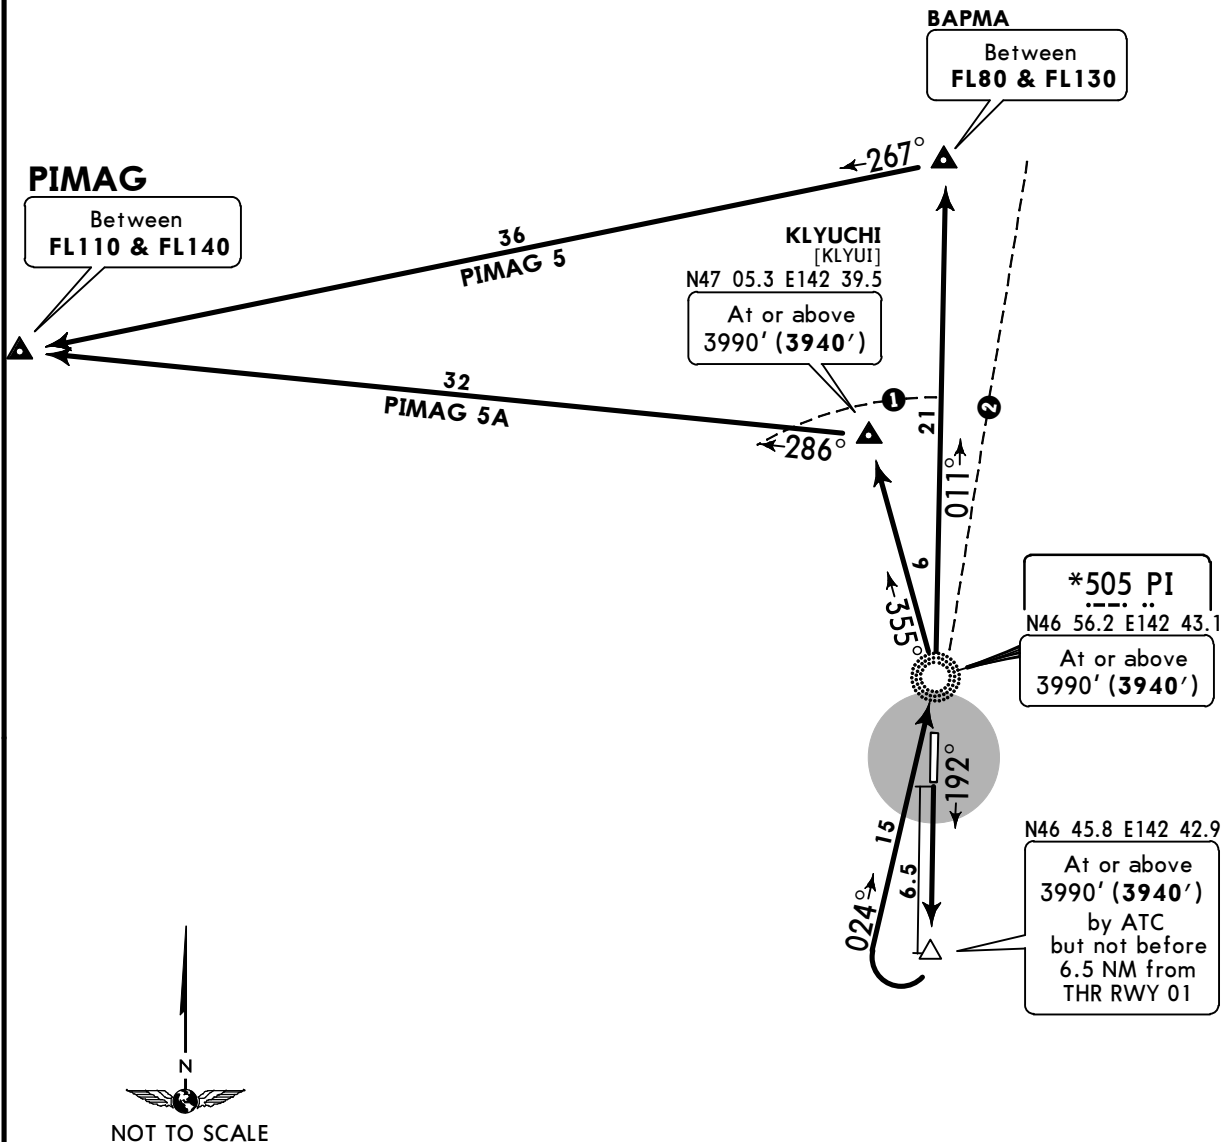 BAPMA
Between
FL80 & FL130
←267°
PIMAG
Between
FL110 & FL140
36
PIMAG 5
KLYUCHI
[KLYUI]
N47 05.3 E142 39.5
At or above
3990' (3940')
32
PIMAG 5A
←286°
1
2
21
011°→
6
←355°
*505 PI
N46 56.2 E142 43.1
At or above
3990' (3940')
←192°
15
6.5
024°→
N46 45.8 E142 42.9
At or above
3990' (3940')
by ATC
but not before
6.5 NM from
THR RWY 01
N
NOT TO SCALE